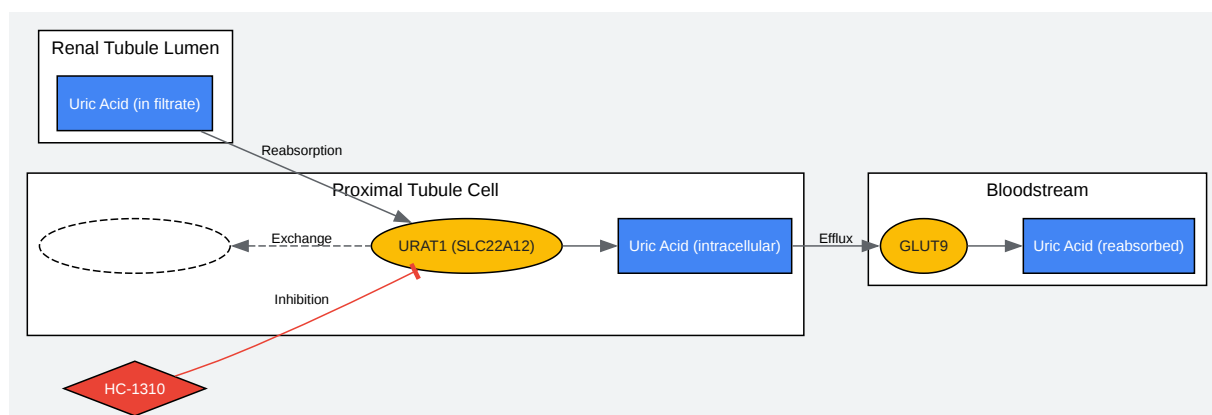 Renal Tubule Lumen
Uric Acid (in filtrate)
Reabsorption
Proximal Tubule Cell
Bloodstream
Exchange
URAT1 (SLC22A12)
Uric Acid (intracellular)
Efflux
GLUT9
Uric Acid (reabsorbed)
Inhibition
HC-1310